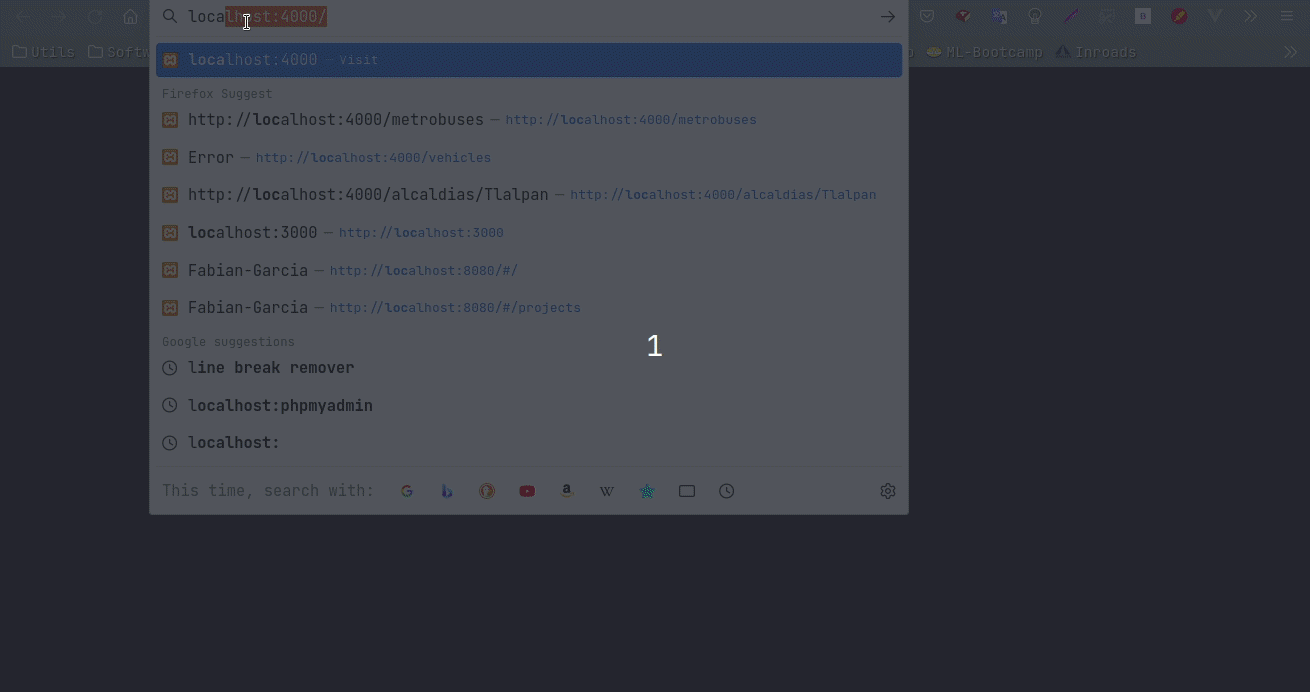 localhost:4000/
localhost:4000 — Visit
Utils Softw ML-Bootcamp Inroads
Firefox Suggest
http://localhost:4000/metrobuses — http://localhost:4000/metrobuses
Error — http://localhost:4000/vehicles
http://localhost:4000/alcaldias/Tlalpan — http://localhost:4000/alcaldias/Tlalpan
localhost:3000 — http://localhost:3000
Fabian-Garcia — http://localhost:8080/#/
Fabian-Garcia — http://localhost:8080/#/projects
Google suggestions
1
line break remover
localhost:phpmyadmin
localhost:
This time, search with: